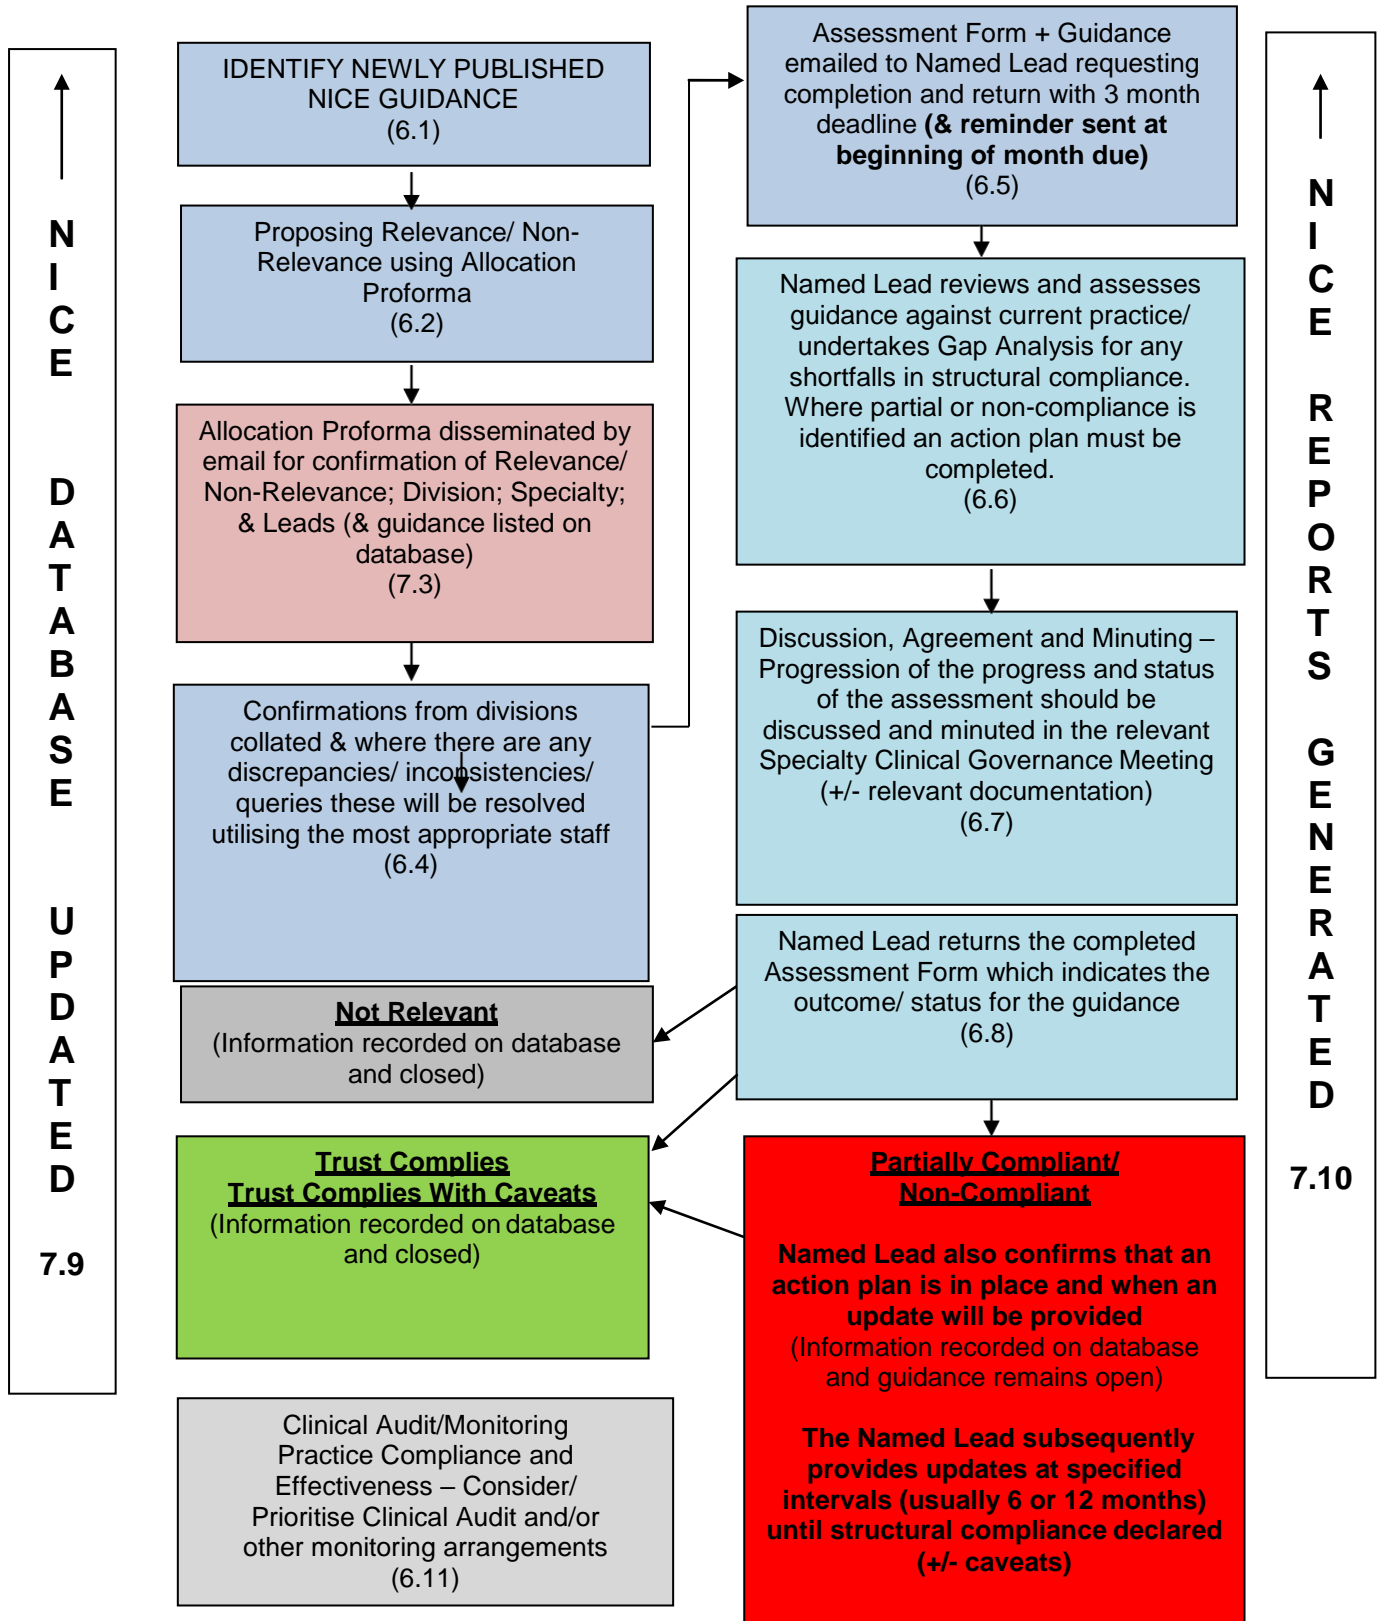 N
I
C
E
D
A
T
A
B
A
S
E
U
P
D
A
T
E
D
7.9
IDENTIFY NEWLY PUBLISHED
NICE GUIDANCE
(6.1)
Proposing Relevance/ Non-
Relevance using Allocation
Proforma
(6.2)
Allocation Proforma disseminated by
email for confirmation of Relevance/
Non-Relevance; Division; Specialty;
& Leads (& guidance listed on
database)
(7.3)
Confirmations from divisions
collated & where there are any
discrepancies/ inconsistencies/
queries these will be resolved
utilising the most appropriate staff
(6.4)
Not Relevant
(Information recorded on database
and closed)
Trust Complies
Trust Complies With Caveats
(Information recorded on database
and closed)
Clinical Audit/Monitoring
Practice Compliance and
Effectiveness – Consider/
Prioritise Clinical Audit and/or
other monitoring arrangements
(6.11)
Assessment Form + Guidance
emailed to Named Lead requesting
completion and return with 3 month
deadline (& reminder sent at
beginning of month due)
(6.5)
Named Lead reviews and assesses
guidance against current practice/
undertakes Gap Analysis for any
shortfalls in structural compliance.
Where partial or non-compliance is
identified an action plan must be
completed.
(6.6)
Discussion, Agreement and Minuting –
Progression of the progress and status
of the assessment should be
discussed and minuted in the relevant
Specialty Clinical Governance Meeting
(+/- relevant documentation)
(6.7)
Named Lead returns the completed
Assessment Form which indicates the
outcome/ status for the guidance
(6.8)
Partially Compliant/
Non-Compliant
Named Lead also confirms that an
action plan is in place and when an
update will be provided
(Information recorded on database
and guidance remains open)
The Named Lead subsequently
provides updates at specified
intervals (usually 6 or 12 months)
until structural compliance declared
(+/- caveats)
N
I
C
E
R
E
P
O
R
T
S
G
E
N
E
R
A
T
E
D
7.10